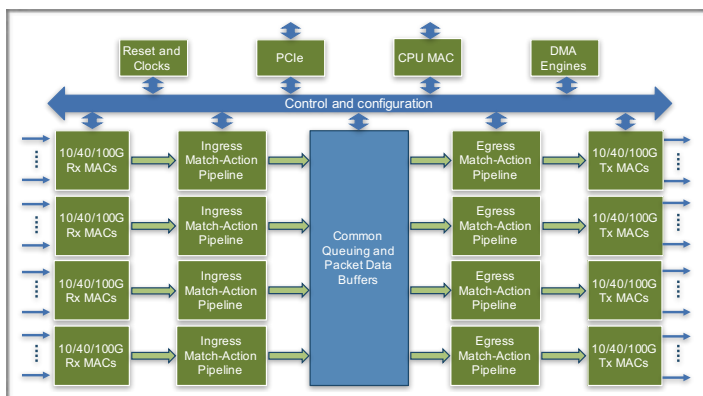 Reset and
Clocks
PCIe
CPU MAC
DMA
Engines
Control and configuration
10/40/100G
Rx MACs
Ingress
Match-Action
Pipeline
Egress
Match-Action
Pipeline
10/40/100G
Tx MACs
10/40/100G
Rx MACs
Ingress
Match-Action
Pipeline
Common
Queuing and
Packet Data
Buffers
Egress
Match-Action
Pipeline
10/40/100G
Tx MACs
10/40/100G
Rx MACs
Ingress
Match-Action
Pipeline
Egress
Match-Action
Pipeline
10/40/100G
Tx MACs
10/40/100G
Rx MACs
Ingress
Match-Action
Pipeline
Egress
Match-Action
Pipeline
10/40/100G
Tx MACs